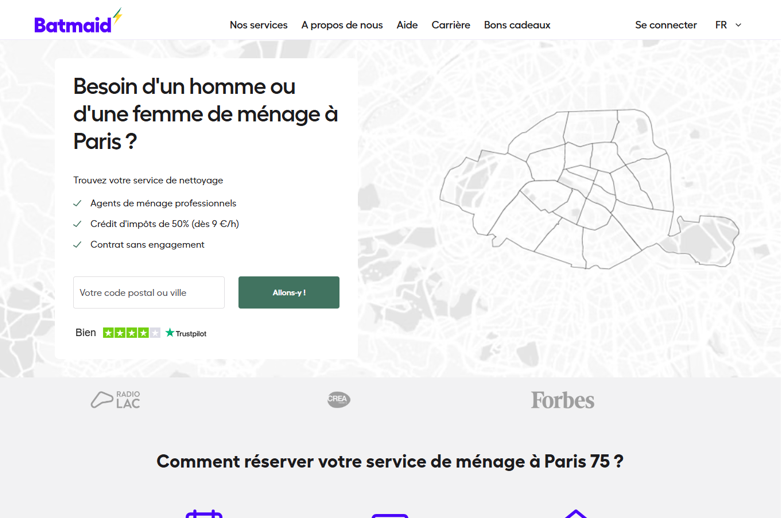 Batmaid
Nos services
A propos de nous
Aide
Carrière
Bons cadeaux
Se connecter
FR
Besoin d'un homme ou
d'une femme de ménage à
Paris ?
Trouvez votre service de nettoyage
Agents de ménage professionnels
Crédit d'impôts de 50% (dès 9 €/h)
Contrat sans engagement
Votre code postal ou ville
Allons-y !
Bien
Trustpilot
RADIO
LAC
CREA
Forbes
Comment réserver votre service de ménage à Paris 75 ?